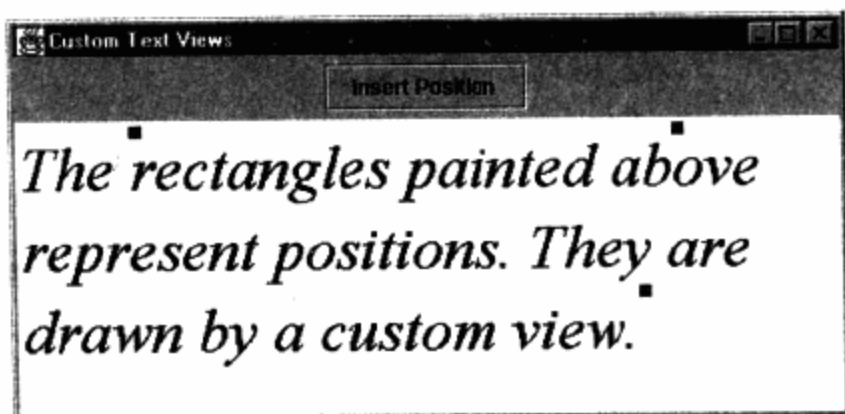 Custom Text Views
Insert Position
The rectangles painted above
represent positions. They are
drawn by a custom view.